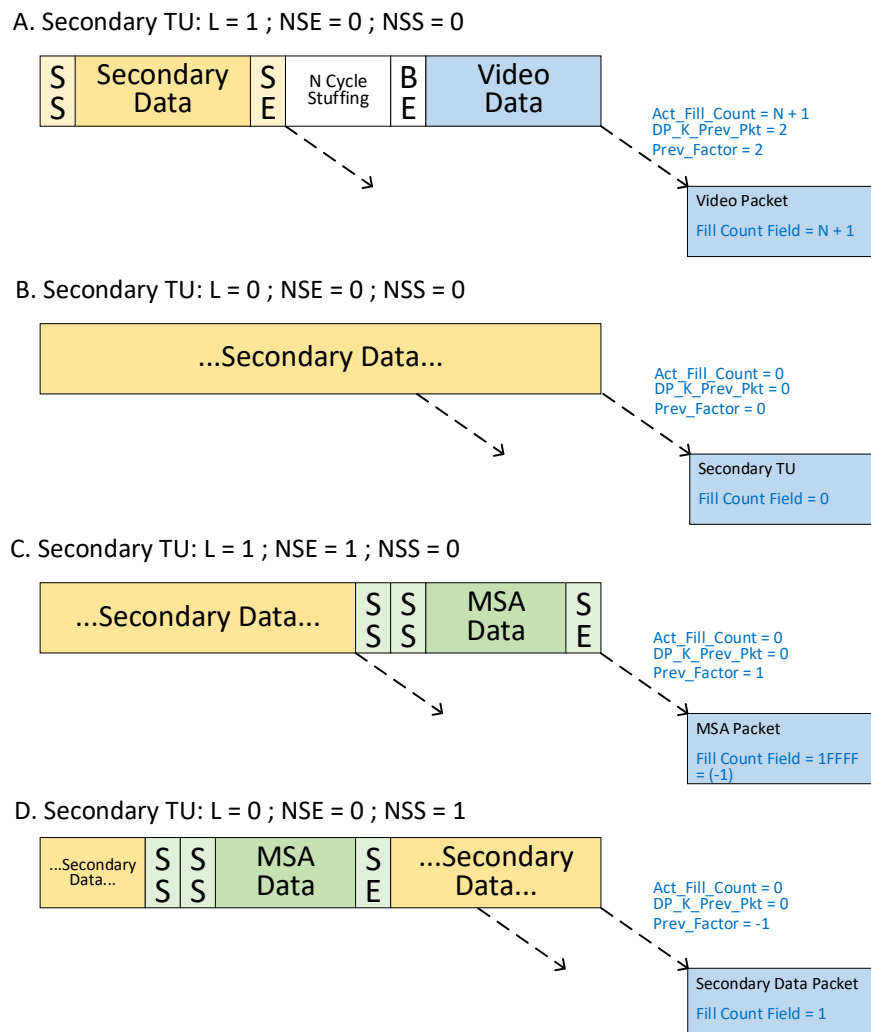 A. Secondary TU: L = 1 ; NSE = 0 ; NSS = 0
S
S
Secondary
Data
S
E
N Cycle
Stuffing
B
E
Video
Data
Act_Fill_Count = N + 1
DP_K_Prev_Pkt = 2
Prev_Factor = 2
Video Packet
Fill Count Field = N + 1
B. Secondary TU: L = 0 ; NSE = 0 ; NSS = 0
...Secondary Data...
Act_Fill_Count = 0
DP_K_Prev_Pkt = 0
Prev_Factor = 0
Secondary TU
Fill Count Field = 0
C. Secondary TU: L = 1 ; NSE = 1 ; NSS = 0
...Secondary Data...
S
S
S
S
MSA
Data
S
E
Act_Fill_Count = 0
DP_K_Prev_Pkt = 0
Prev_Factor = 1
MSA Packet
Fill Count Field = 1FFFF
= (-1)
D. Secondary TU: L = 0 ; NSE = 0 ; NSS = 1
...Secondary
Data...
S
S
S
S
MSA
Data
S
E
...Secondary
Data...
Act_Fill_Count = 0
DP_K_Prev_Pkt = 0
Prev_Factor = -1
Secondary Data Packet
Fill Count Field = 1